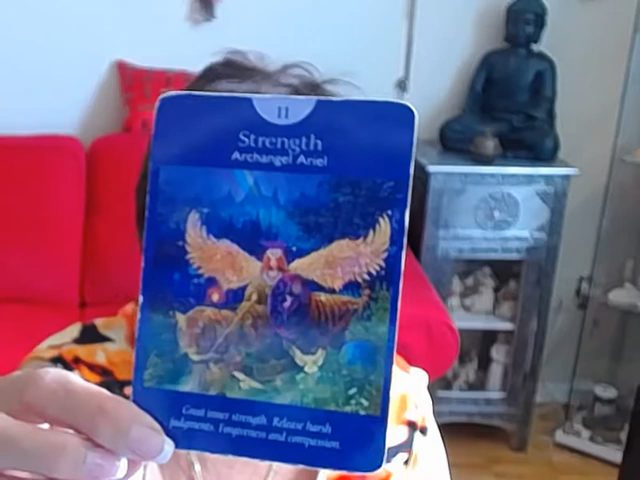 11
Strength
Archangel Ariel
Great inner strength. Release harsh
judgments. Forgiveness and compassion.